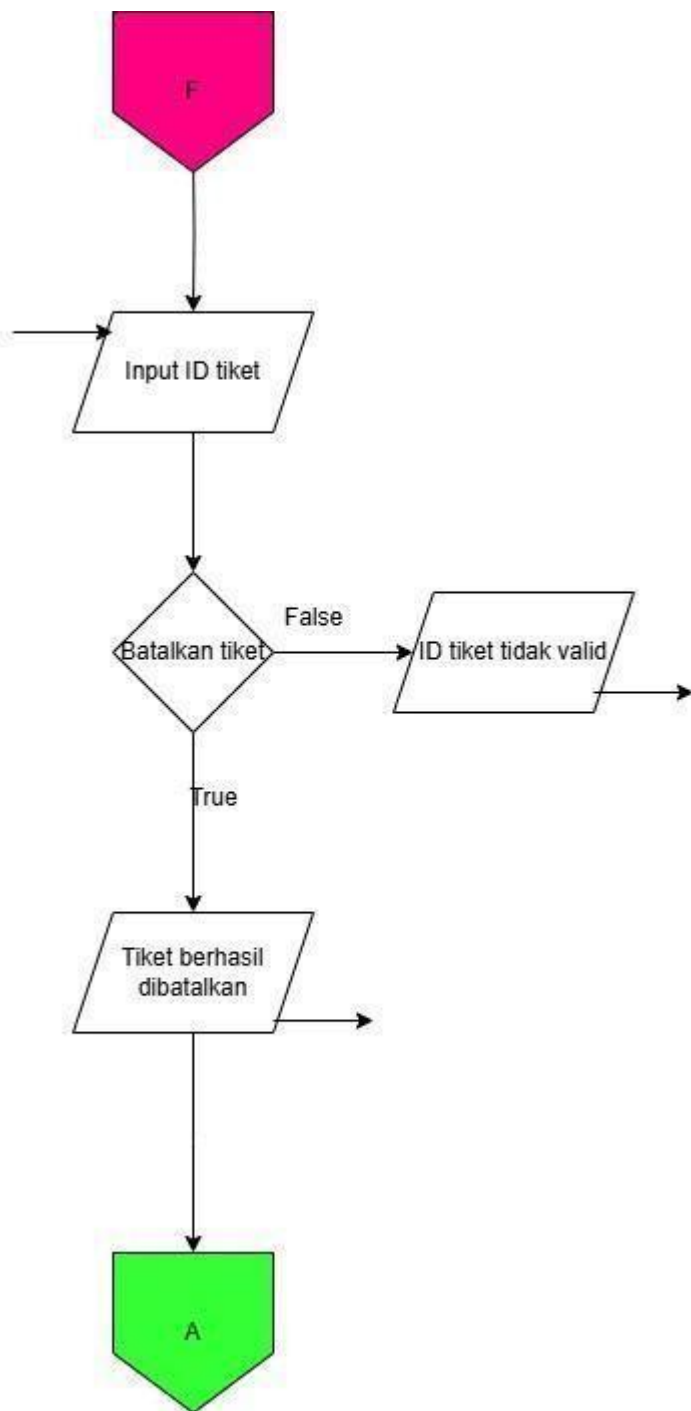 F
Input ID tiket
False
Batalkan tiket
ID tiket tidak valid
True
Tiket berhasil
dibatalkan
A